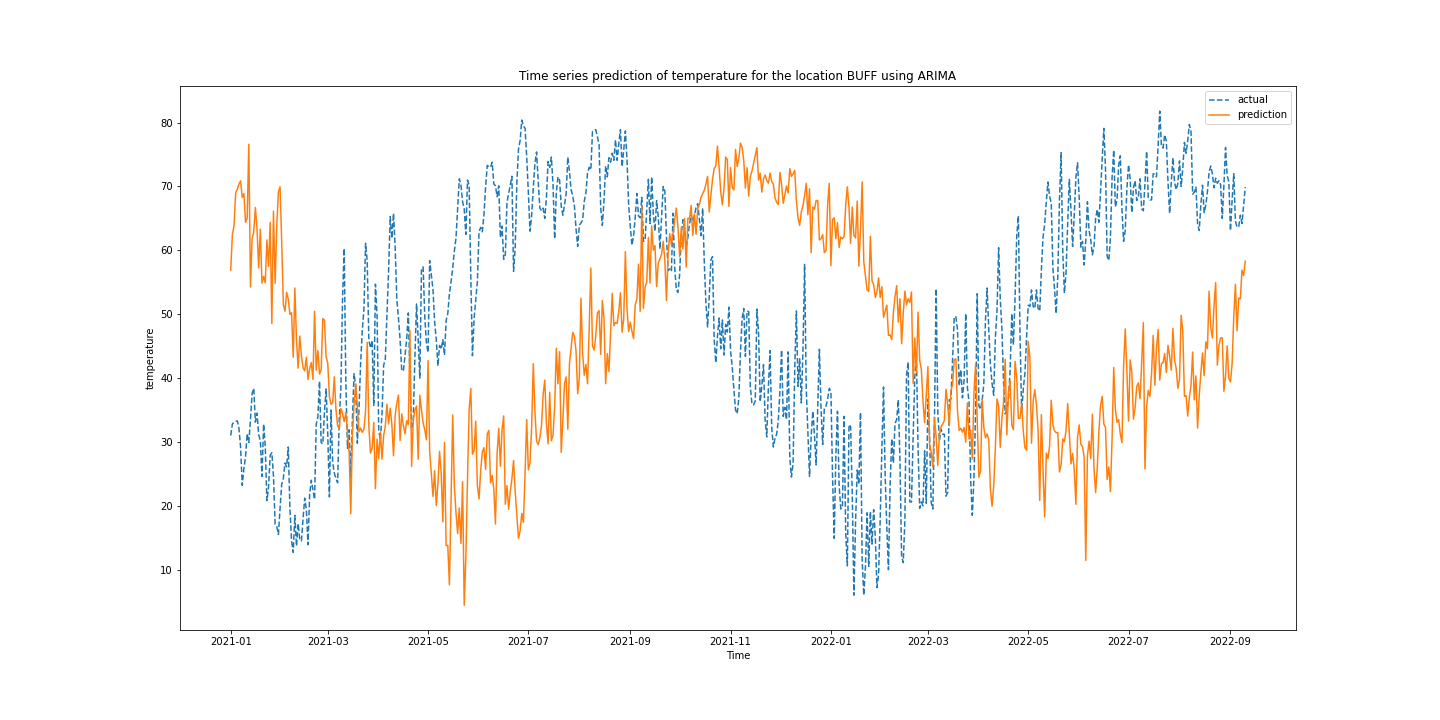 Time series prediction of temperature for the location BUFF using ARIMA
actual
prediction
temperature
80
70
60
50
40
30
20
10
2021-01 2021-03 2021-05 2021-07 2021-09 2021-11 2022-01 2022-03 2022-05 2022-07 2022-09
Time